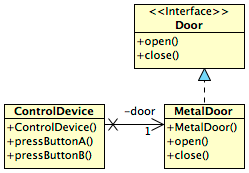 <<Interface>>
Door
+open()
+close()
ControlDevice
+ControlDevice()
+pressButtonA()
+pressButtonB()
-door
1
MetalDoor
+MetalDoor()
+open()
+close()